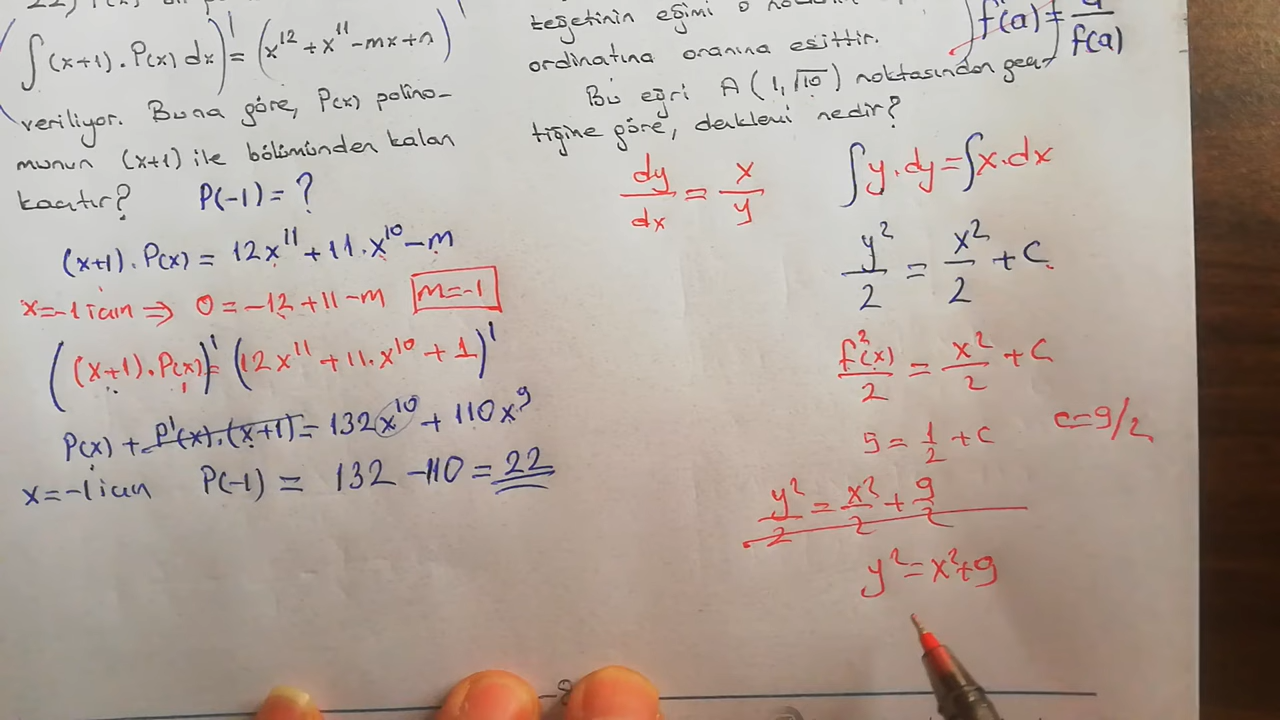 22)
(∫(x+1).P(x)dx)' = (x¹²+x¹¹-mx+n)'
veriliyor. Buna göre, P(x) polino-
munun (x+1) ile bölümünden kalan
kaçtır? P(-1)=?
(x+1).P(x) = 12x¹¹+11.x¹⁰-m
x=-1 için ⇒ 0=-12+11-m m=-1
((x+1).P(x))' = (12x¹¹+11.x¹⁰+1)'
P(x)+P'(x).(x+1)=132x¹⁰+110x⁹
x=-1 için P(-1) = 132-110=22
teğetinin eğimi o
ordinatına oranına eşittir.
f'(a)=a/f(a)
Bu eğri A(1,√10) noktasından geç-
tiğine göre, denklemi nedir?
dy/dx = x/y
∫y.dy=∫x.dx
y²/2 = x²/2 + C
f²(x)/2 = x²/2 + C
5=1/2+C c=9/2
y²/2=x²/2+9/2
y²=x²+9